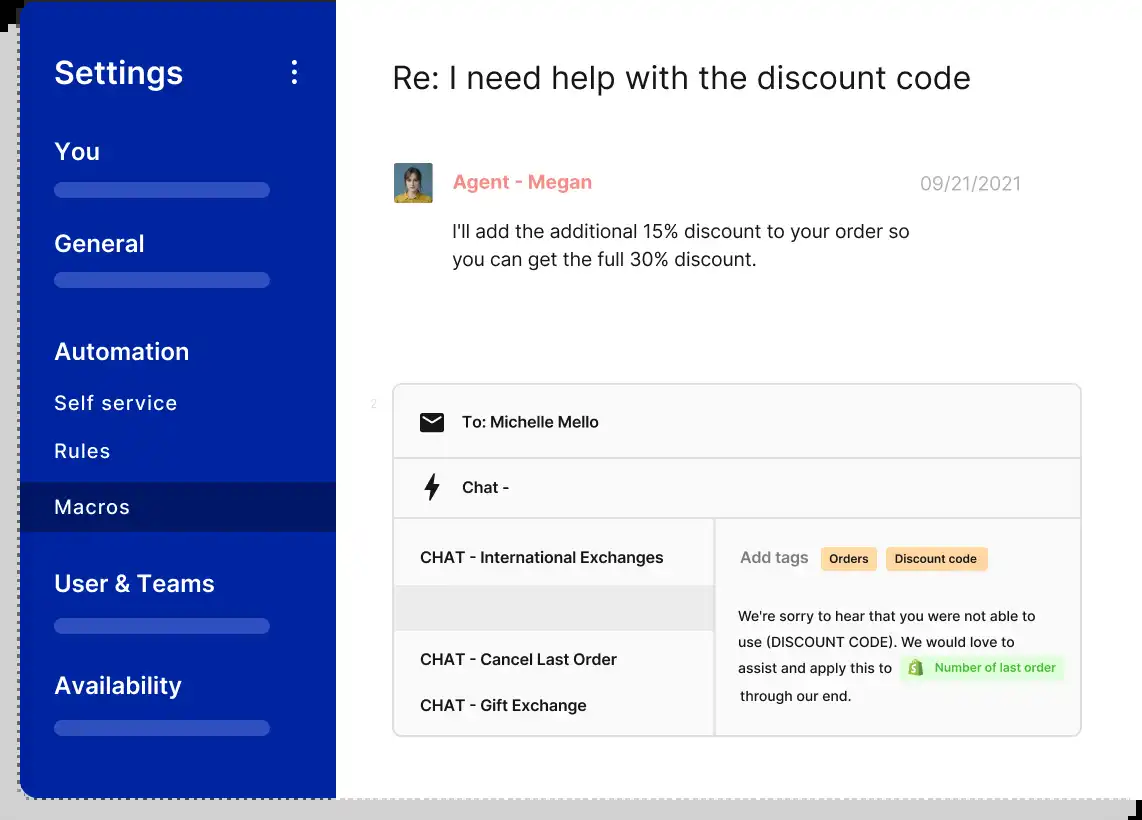 Settings
You
General
Automation
Self service
Rules
Macros
User & Teams
Availability
Re: I need help with the discount code
Agent - Megan
09/21/2021
I'll add the additional 15% discount to your order so
you can get the full 30% discount.
2
To: Michelle Mello
Chat -
CHAT - International Exchanges
CHAT - Cancel Last Order
CHAT - Gift Exchange
Add tags Orders Discount code
We're sorry to hear that you were not able to
use (DISCOUNT CODE). We would love to
assist and apply this to Number of last order
through our end.